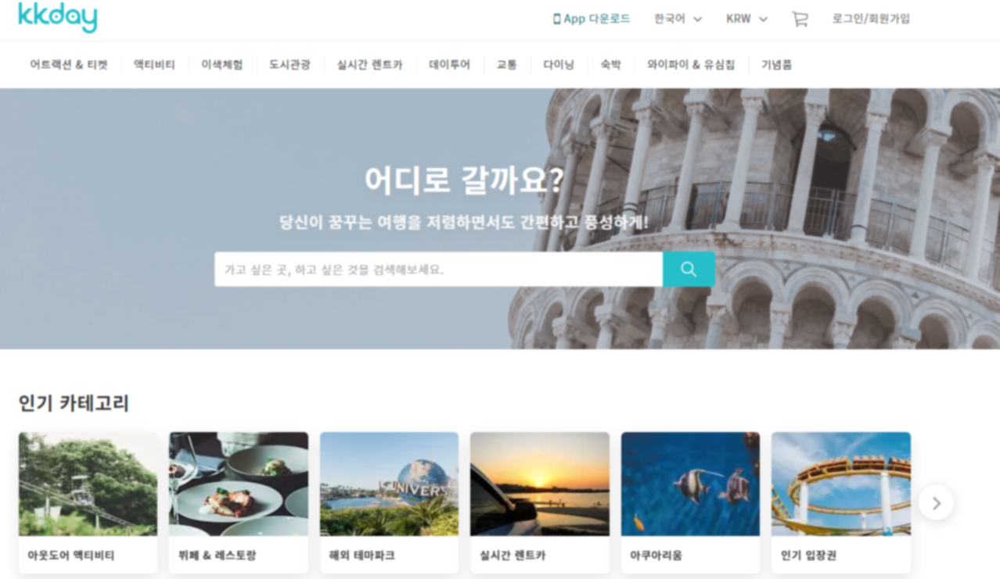 kkday
App 다운로드 한국어 KRW 로그인/회원가입
어트랙션 & 티켓 액티비티 이색체험 도시관광 실시간 렌트카 데이투어 교통 다이닝 숙박 와이파이 & 유심칩 기념품
어디로 갈까요?
당신이 꿈꾸는 여행을 저렴하면서도 간편하고 풍성하게!
가고 싶은 곳, 하고 싶은 것을 검색해보세요.
인기 카테고리
UNIVERS
아웃도어 액티비티 뷔페 & 레스토랑 해외 테마파크 실시간 렌트카 아쿠아리움 인기 입장권